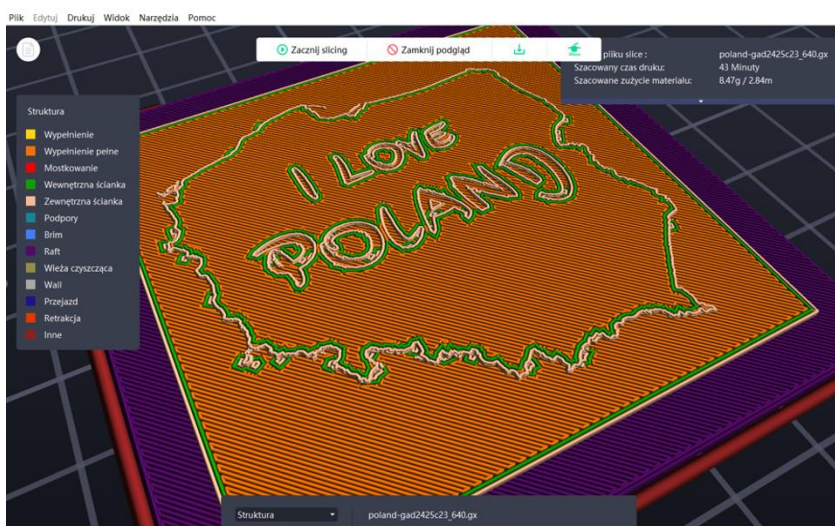 Plik Edytuj Drukuj Widok Narzędzia Pomoc
Zacznij slicing Zamknij podgląd
pliku slice : poland-gad2425c23_640.gx
Szacowany czas druku: 43 Minuty
Szacowane zużycie materiału: 8.47g / 2.84m
Struktura
Wypełnienie
Wypełnienie pełne
Mostkowanie
Wewnętrzna ścianka
Zewnętrzna ścianka
Podpory
Brim
Raft
Wieża czyszcząca
Wall
Przejazd
Retrakcja
Inne
I LOVE
POLAND
Struktura poland-gad2425c23_640.gx